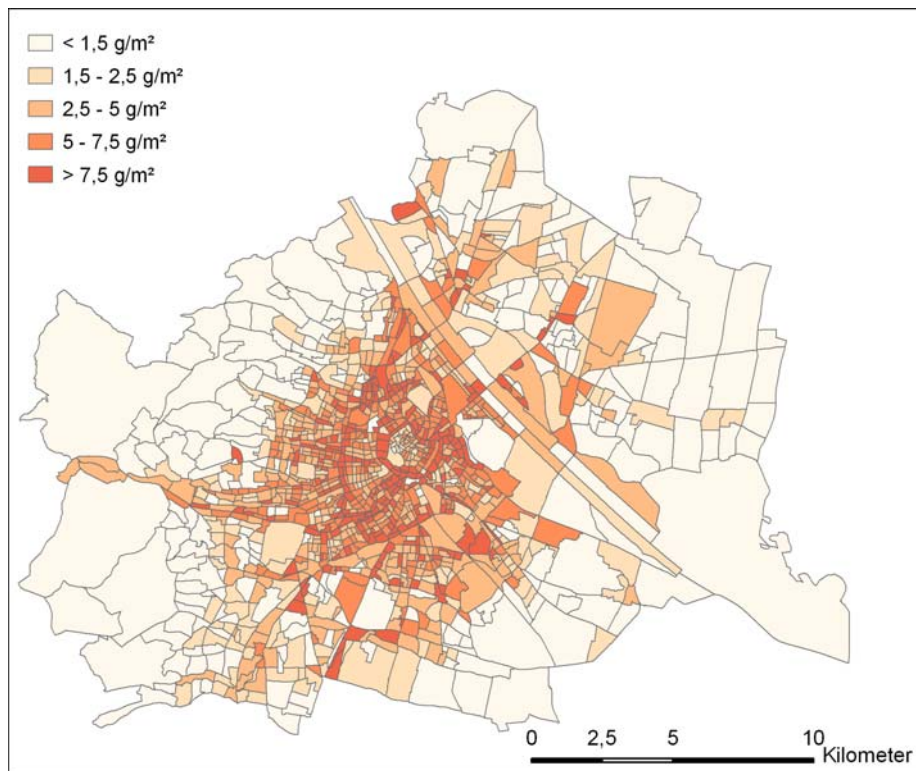 < 1,5 g/m²
1,5 - 2,5 g/m²
2,5 - 5 g/m²
5 - 7,5 g/m²
> 7,5 g/m²
0 2,5 5 10
Kilometer